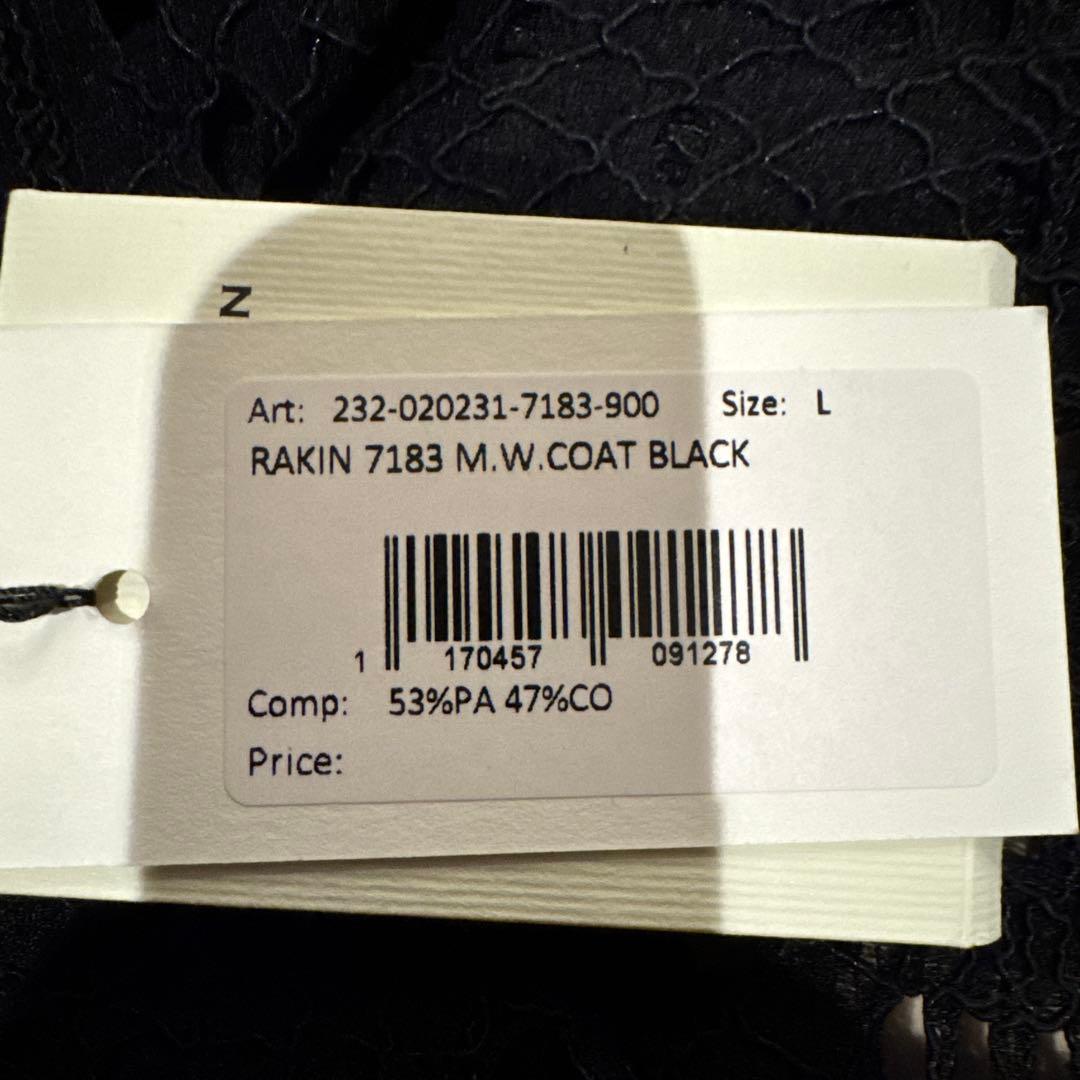 N
Art: 232-020231-7183-900 Size: L
RAKIN 7183 M.W.COAT BLACK
1 170457 091278
Comp: 53%PA 47%CO
Price: